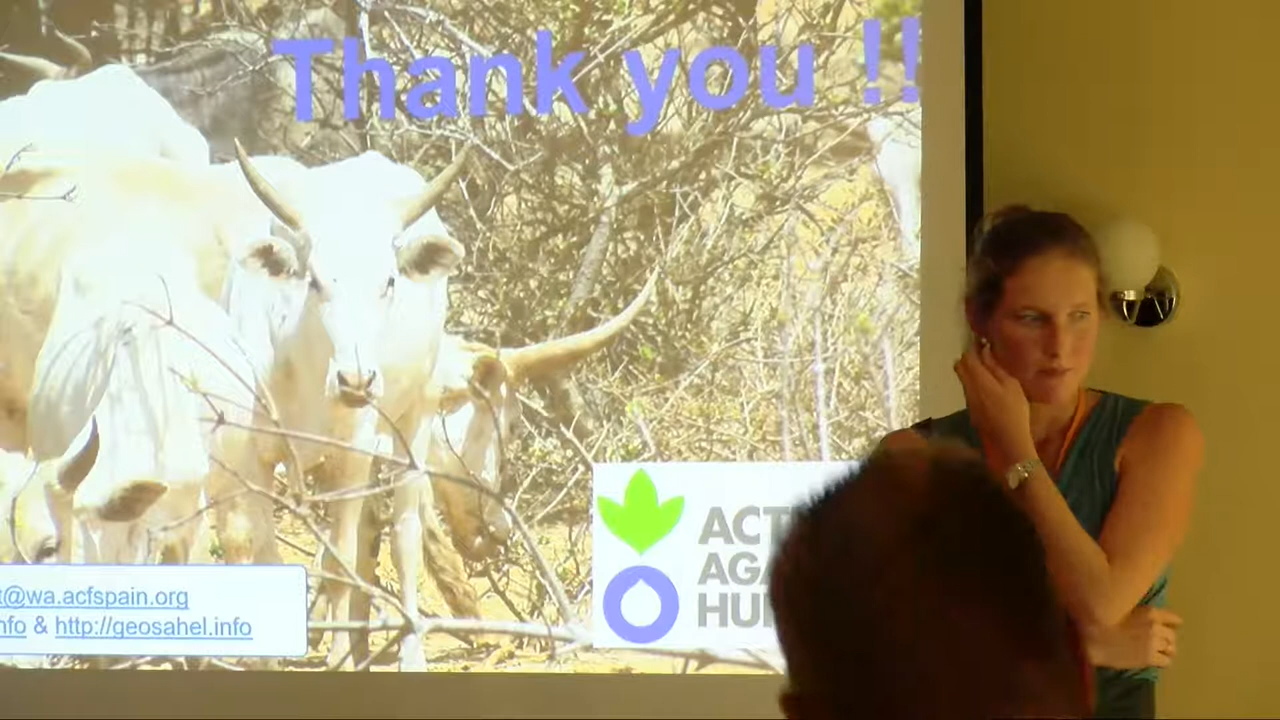 Thank you !!
ACT
AGA
HU
t@wa.acfspain.org
nfo & http://geosahel.info